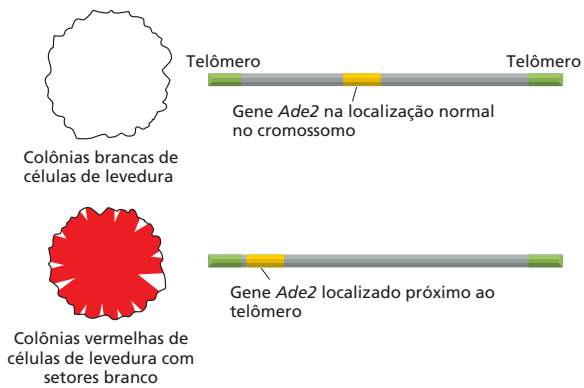 Telômero
Telômero
Gene Ade2 na localização normal
no cromossomo
Colônias brancas de
células de levedura
Gene Ade2 localizado próximo ao
telômero
Colônias vermelhas de
células de levedura com
setores branco